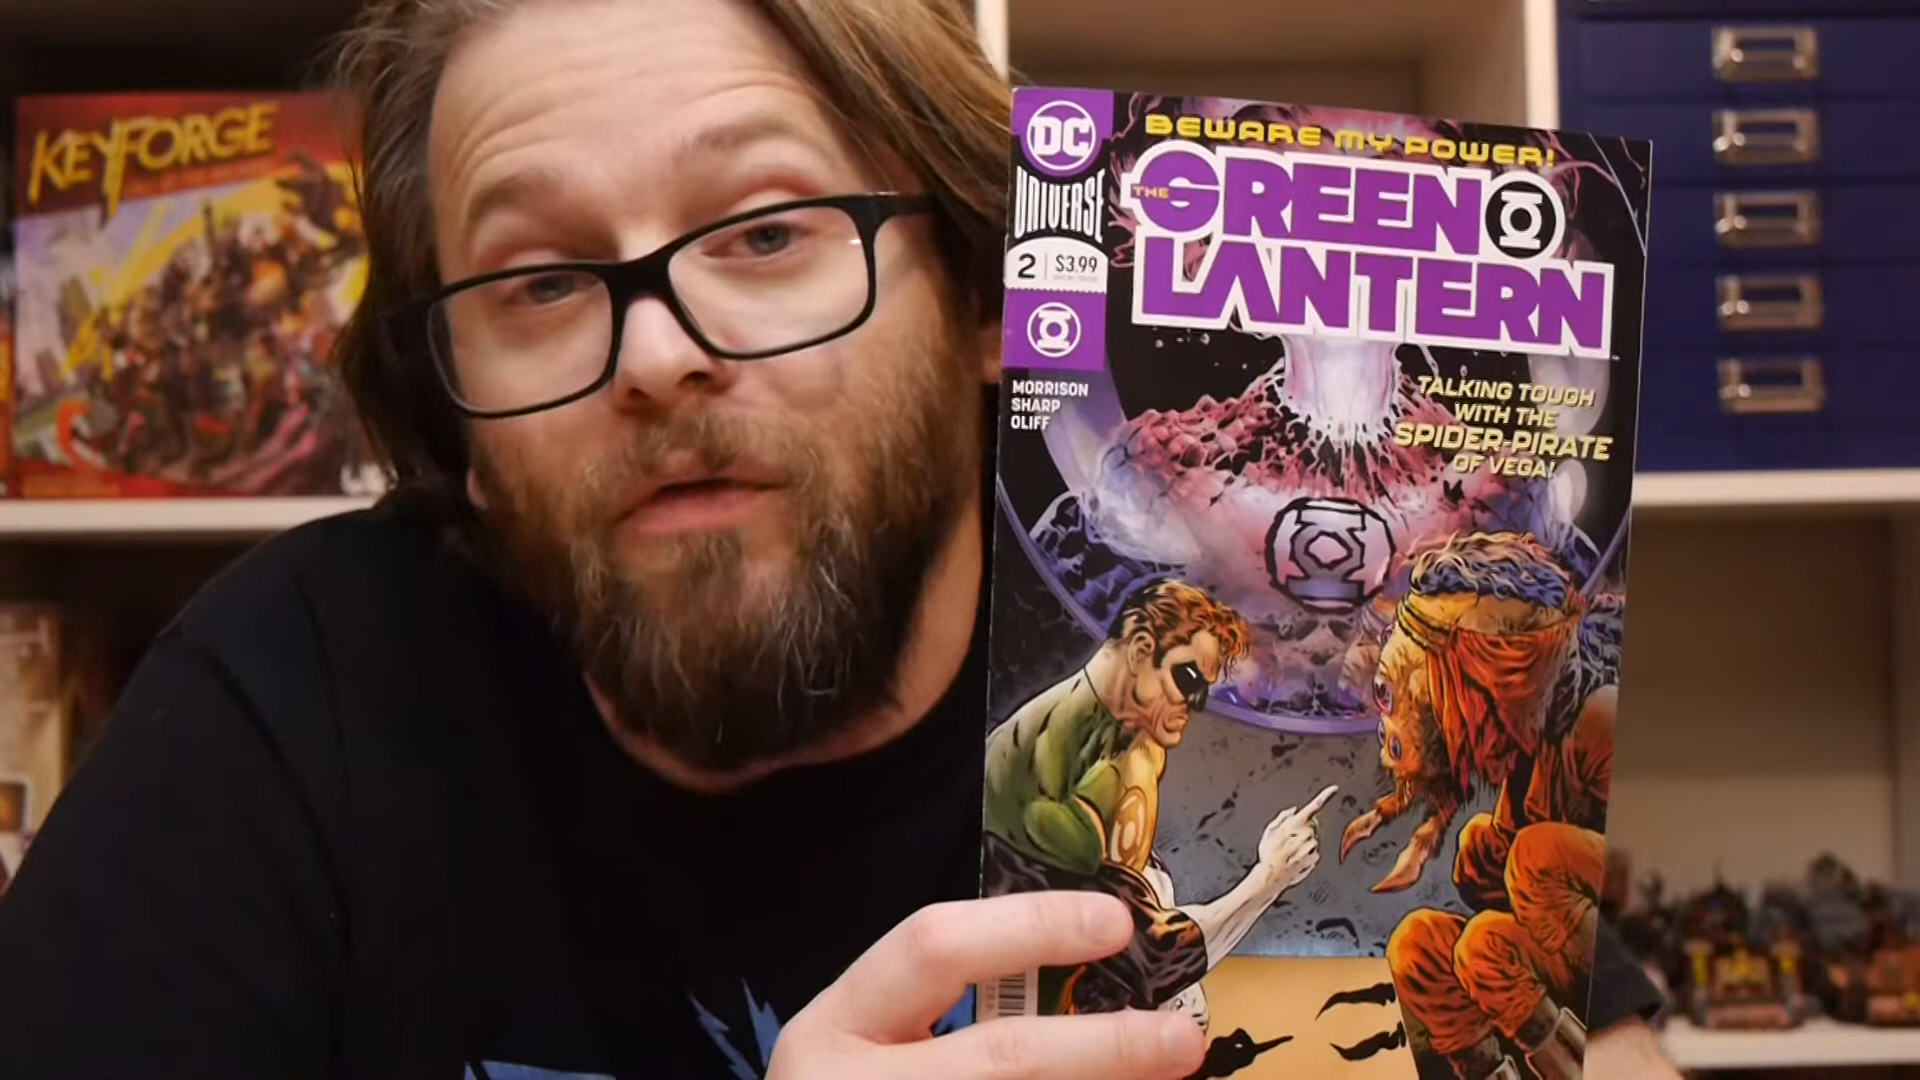 KEYFORGE
DC
UNIVERSE
2 $3.99
MORRISON
SHARP
OLIFF
BEWARE MY POWER!
THE GREEN
LANTERN
TALKING TOUGH
WITH THE
SPIDER-PIRATE
OF VEGA!